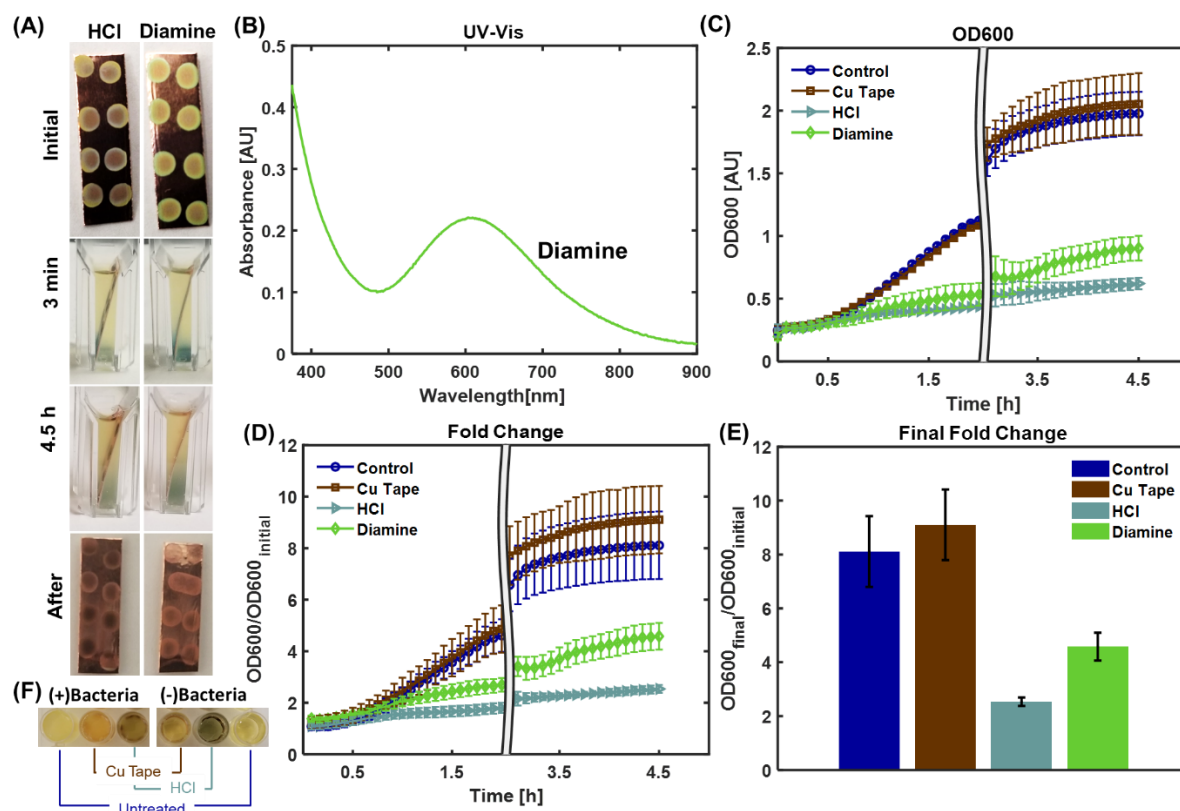 (A)
HCl Diamine
Initial
3 min
4.5 h
After
(B)
UV-Vis
0.5
0.4
0.3
0.2
0.1
0
Absorbance [AU]
Diamine
400 500 600 700 800 900
Wavelength[nm]
(C)
OD600
2.5
2
1.5
1
0.5
0
OD600 [AU]
Control
Cu Tape
HCl
Diamine
0.5 1.5 3.5 4.5
Time [h]
(D)
Fold Change
12
10
8
6
4
2
0
OD600/OD600 initial
Control
Cu Tape
HCl
Diamine
0.5 1.5 3.5 4.5
Time [h]
(E)
Final Fold Change
12
10
8
6
4
2
0
OD600final/OD600initial
Control
Cu Tape
HCl
Diamine
(F)
(+)Bacteria (-)Bacteria
Cu Tape
HCl
Untreated